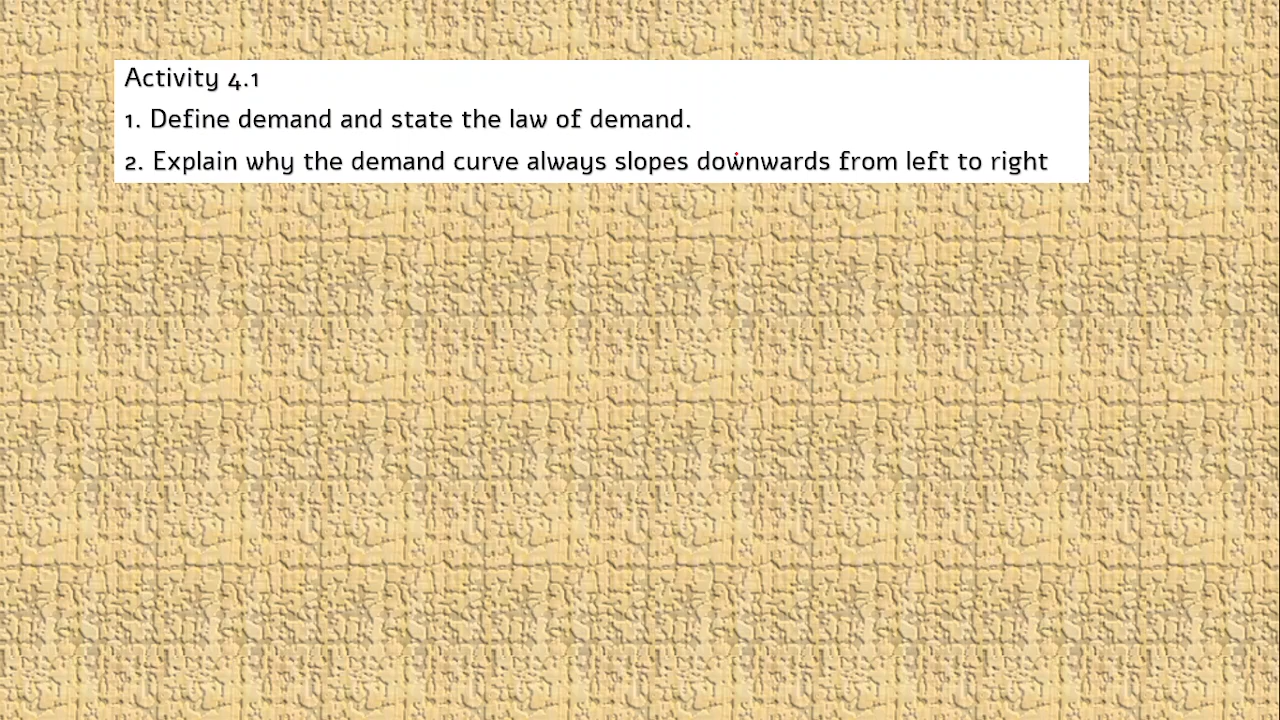 Activity 4.1
1. Define demand and state the law of demand.
2. Explain why the demand curve always slopes downwards from left to right